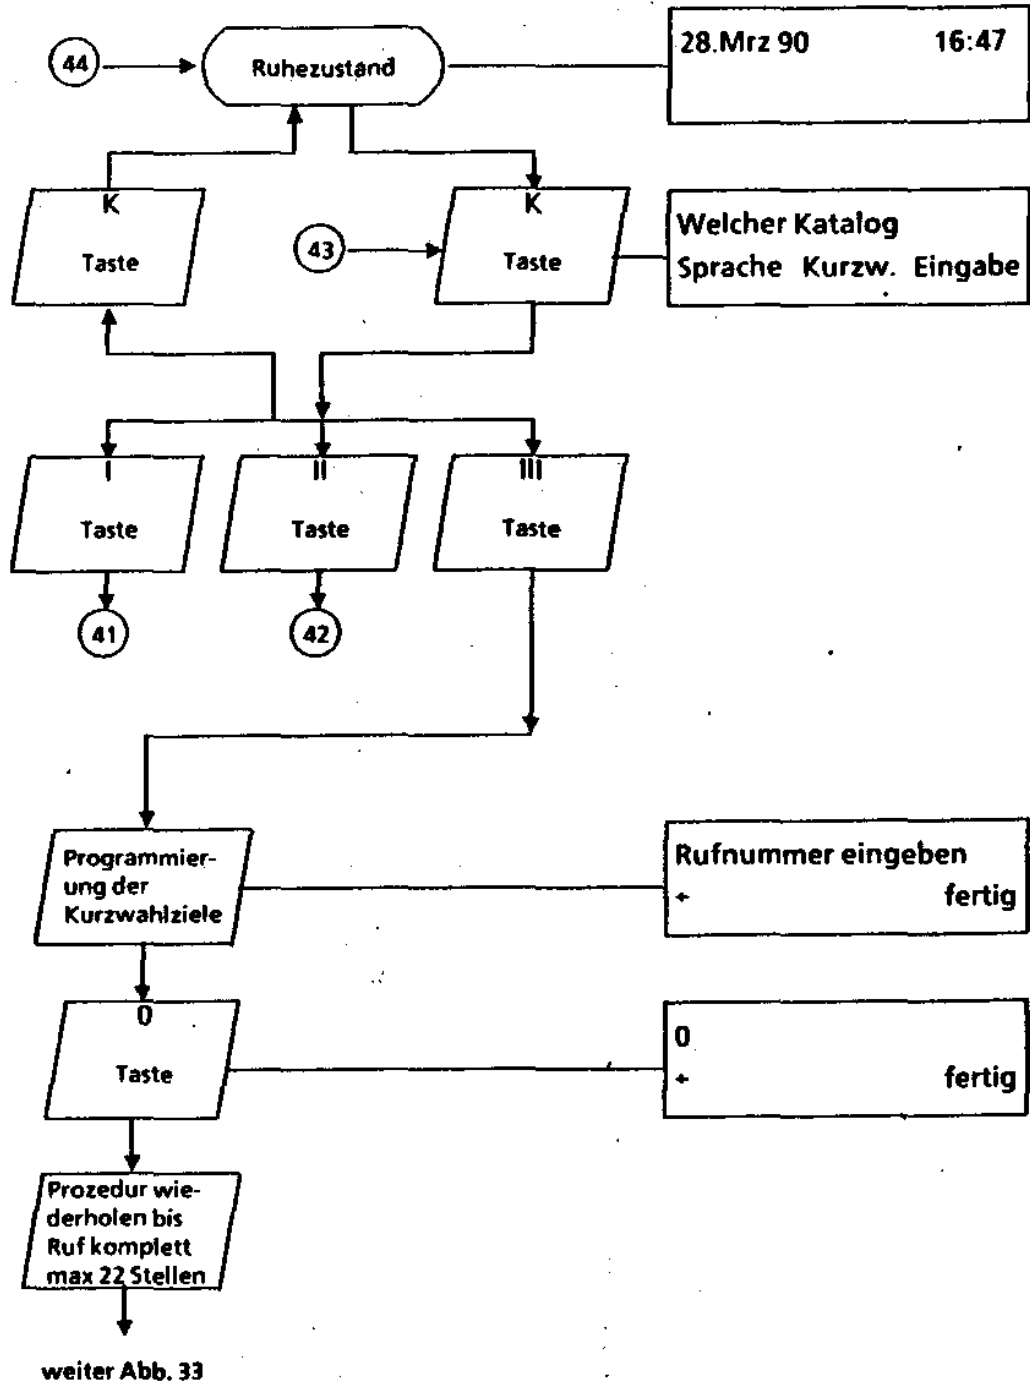 44
Ruhezustand
28.Mrz 90 16:47
K
Taste
43
K
Taste
Welcher Katalog
Sprache Kurzw. Eingabe
I
Taste
II
Taste
III
Taste
41
42
Programmier-
ung der
Kurzwahlziele
Rufnummer eingeben
← fertig
0
Taste
0
← fertig
Prozedur wie-
derholen bis
Ruf komplett
max 22 Stellen
weiter Abb. 33